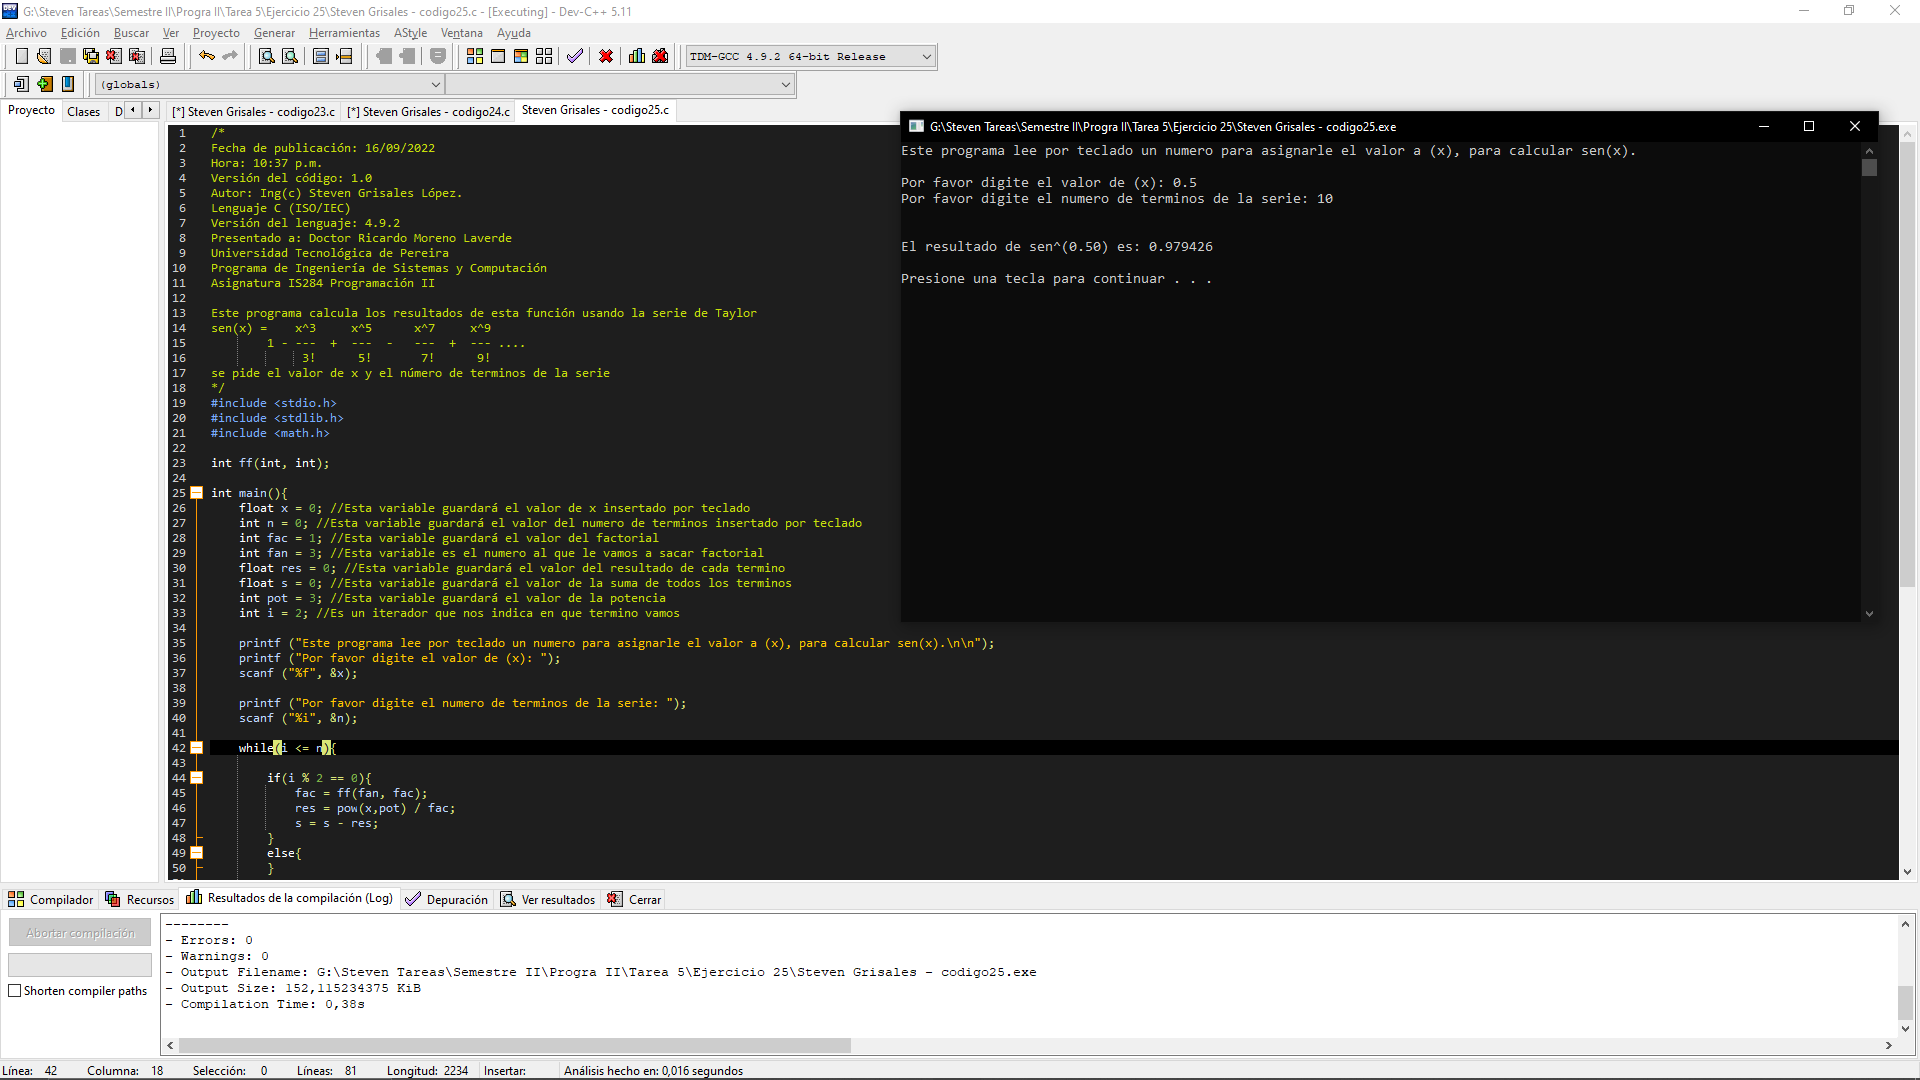 G:\Steven Tareas\Semestre II\Progra II\Tarea 5\Ejercicio 25\Steven Grisales - codigo25.c - [Executing] - Dev-C++ 5.11
Archivo Edición Buscar Ver Proyecto Generar Herramientas AStyle Ventana Ayuda
TDM-GCC 4.9.2 64-bit Release
(globals)
Proyecto Clases D
[*] Steven Grisales - codigo23.c [*] Steven Grisales - codigo24.c Steven Grisales - codigo25.c
1 /*
2 Fecha de publicación: 16/09/2022
3 Hora: 10:37 p.m.
4 Versión del código: 1.0
5 Autor: Ing(c) Steven Grisales López.
6 Lenguaje C (ISO/IEC)
7 Versión del lenguaje: 4.9.2
8 Presentado a: Doctor Ricardo Moreno Laverde
9 Universidad Tecnológica de Pereira
10 Programa de Ingeniería de Sistemas y Computación
11 Asignatura IS284 Programación II
12
13 Este programa calcula los resultados de esta función usando la serie de Taylor
14 sen(x) =    x^3     x^5      x^7     x^9
15         1 - ---  +  ---  -   ---  +  --- ....
16              3!      5!       7!      9!
17 se pide el valor de x y el número de terminos de la serie
18 */
19 #include <stdio.h>
20 #include <stdlib.h>
21 #include <math.h>
22
23 int ff(int, int);
24
25 int main(){
26     float x = 0; //Esta variable guardará el valor de x insertado por teclado
27     int n = 0; //Esta variable guardará el valor del numero de terminos insertado por teclado
28     int fac = 1; //Esta variable guardará el valor del factorial
29     int fan = 3; //Esta variable es el numero al que le vamos a sacar factorial
30     float res = 0; //Esta variable guardará el valor del resultado de cada termino
31     float s = 0; //Esta variable guardará el valor de la suma de todos los terminos
32     int pot = 3; //Esta variable guardará el valor de la potencia
33     int i = 2; //Es un iterador que nos indica en que termino vamos
34
35     printf ("Este programa lee por teclado un numero para asignarle el valor a (x), para calcular sen(x).\n\n");
36     printf ("Por favor digite el valor de (x): ");
37     scanf ("%f", &x);
38
39     printf ("Por favor digite el numero de terminos de la serie: ");
40     scanf ("%i", &n);
41
42     while(i <= n){
43
44         if(i % 2 == 0){
45             fac = ff(fan, fac);
46             res = pow(x,pot) / fac;
47             s = s - res;
48         }
49         else{
50         }
G:\Steven Tareas\Semestre II\Progra II\Tarea 5\Ejercicio 25\Steven Grisales - codigo25.exe
Este programa lee por teclado un numero para asignarle el valor a (x), para calcular sen(x).
Por favor digite el valor de (x): 0.5
Por favor digite el numero de terminos de la serie: 10
El resultado de sen^(0.50) es: 0.979426
Presione una tecla para continuar . . .
Compilador Recursos Resultados de la compilación (Log) Depuración Ver resultados Cerrar
Abortar compilación
Shorten compiler paths
--------
- Errors: 0
- Warnings: 0
- Output Filename: G:\Steven Tareas\Semestre II\Progra II\Tarea 5\Ejercicio 25\Steven Grisales - codigo25.exe
- Output Size: 152,115234375 KiB
- Compilation Time: 0,38s
Línea: 42 Columna: 18 Selección: 0 Líneas: 81 Longitud: 2234 Insertar: Análisis hecho en: 0,016 segundos